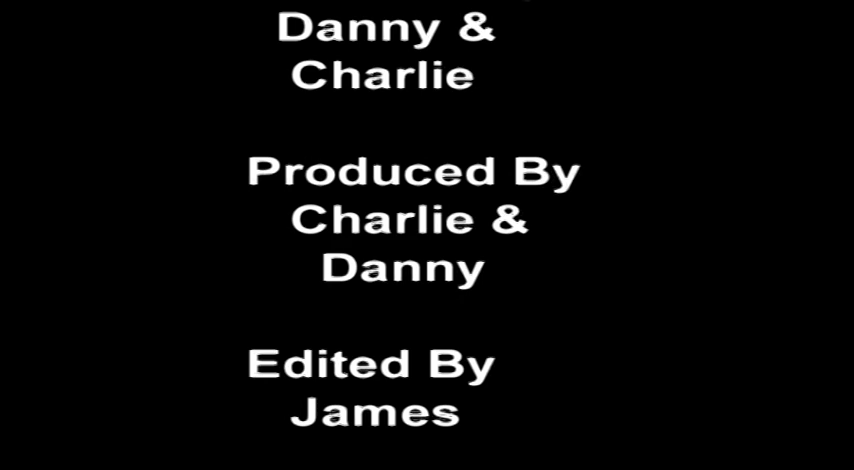 Danny &
Charlie
Produced By
Charlie &
Danny
Edited By
James